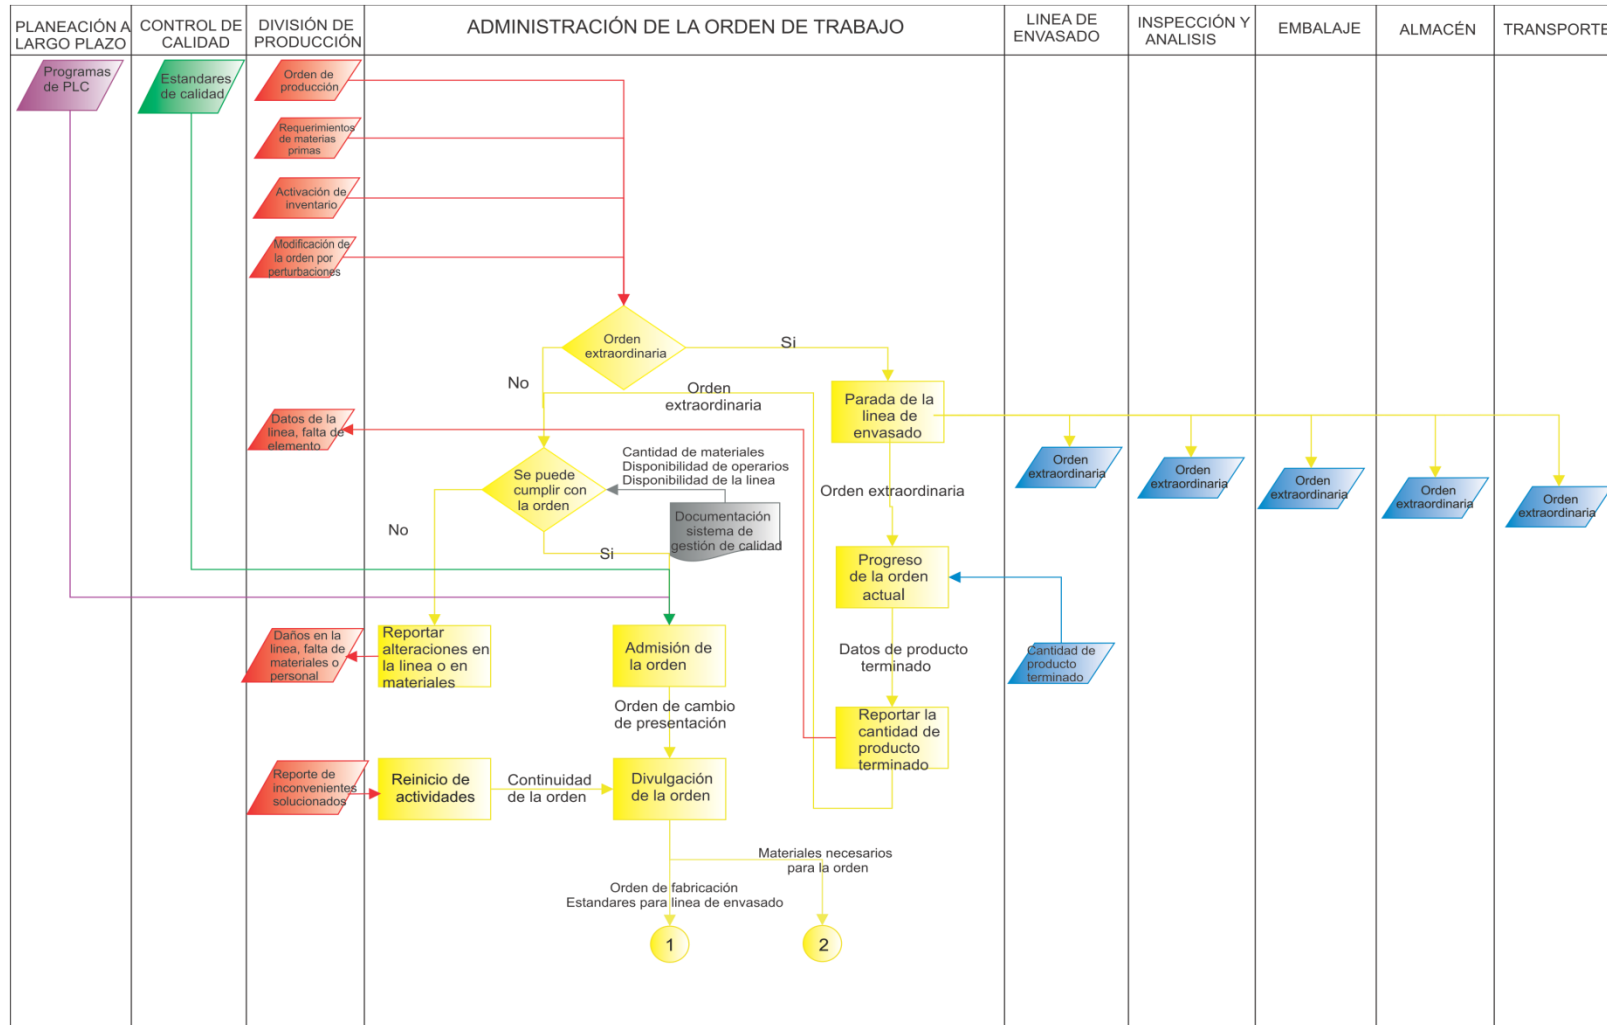 PLANEACIÓN A
LARGO PLAZO
CONTROL DE
CALIDAD
DIVISIÓN DE
PRODUCCIÓN
ADMINISTRACIÓN DE LA ORDEN DE TRABAJO
LINEA DE
ENVASADO
INSPECCIÓN Y
ANALISIS
EMBALAJE
ALMACÉN
TRANSPORTE
Programas
de PLC
Estandares
de calidad
Orden de
producción
Requerimientos
de materias
primas
Activación de
inventario
Modificación de
la orden por
perturbaciones
Orden
extraordinaria
Si
No
Orden
extraordinaria
Parada de la
linea de
envasado
Datos de la
linea, falta de
elemento
Cantidad de materiales
Disponibilidad de operarios
Disponibilidad de la linea
Se puede
cumplir con
la orden
Orden
extraordinaria
Orden
extraordinaria
Orden
extraordinaria
Orden
extraordinaria
Orden
extraordinaria
Orden extraordinaria
Documentación
sistema de
gestión de calidad
No
Si
Progreso
de la orden
actual
Daños en la
linea, falta de
materiales o
personal
Reportar
alteraciones en
la linea o en
materiales
Admisión de
la orden
Datos de producto
terminado
Cantidad de
producto
terminado
Orden de cambio
de presentación
Reportar la
cantidad de
producto
terminado
Reporte de
inconvenientes
solucionados
Reinicio de
actividades
Continuidad
de la orden
Divulgación
de la orden
Materiales necesarios
para la orden
Orden de fabricación
Estandares para linea de envasado
1
2